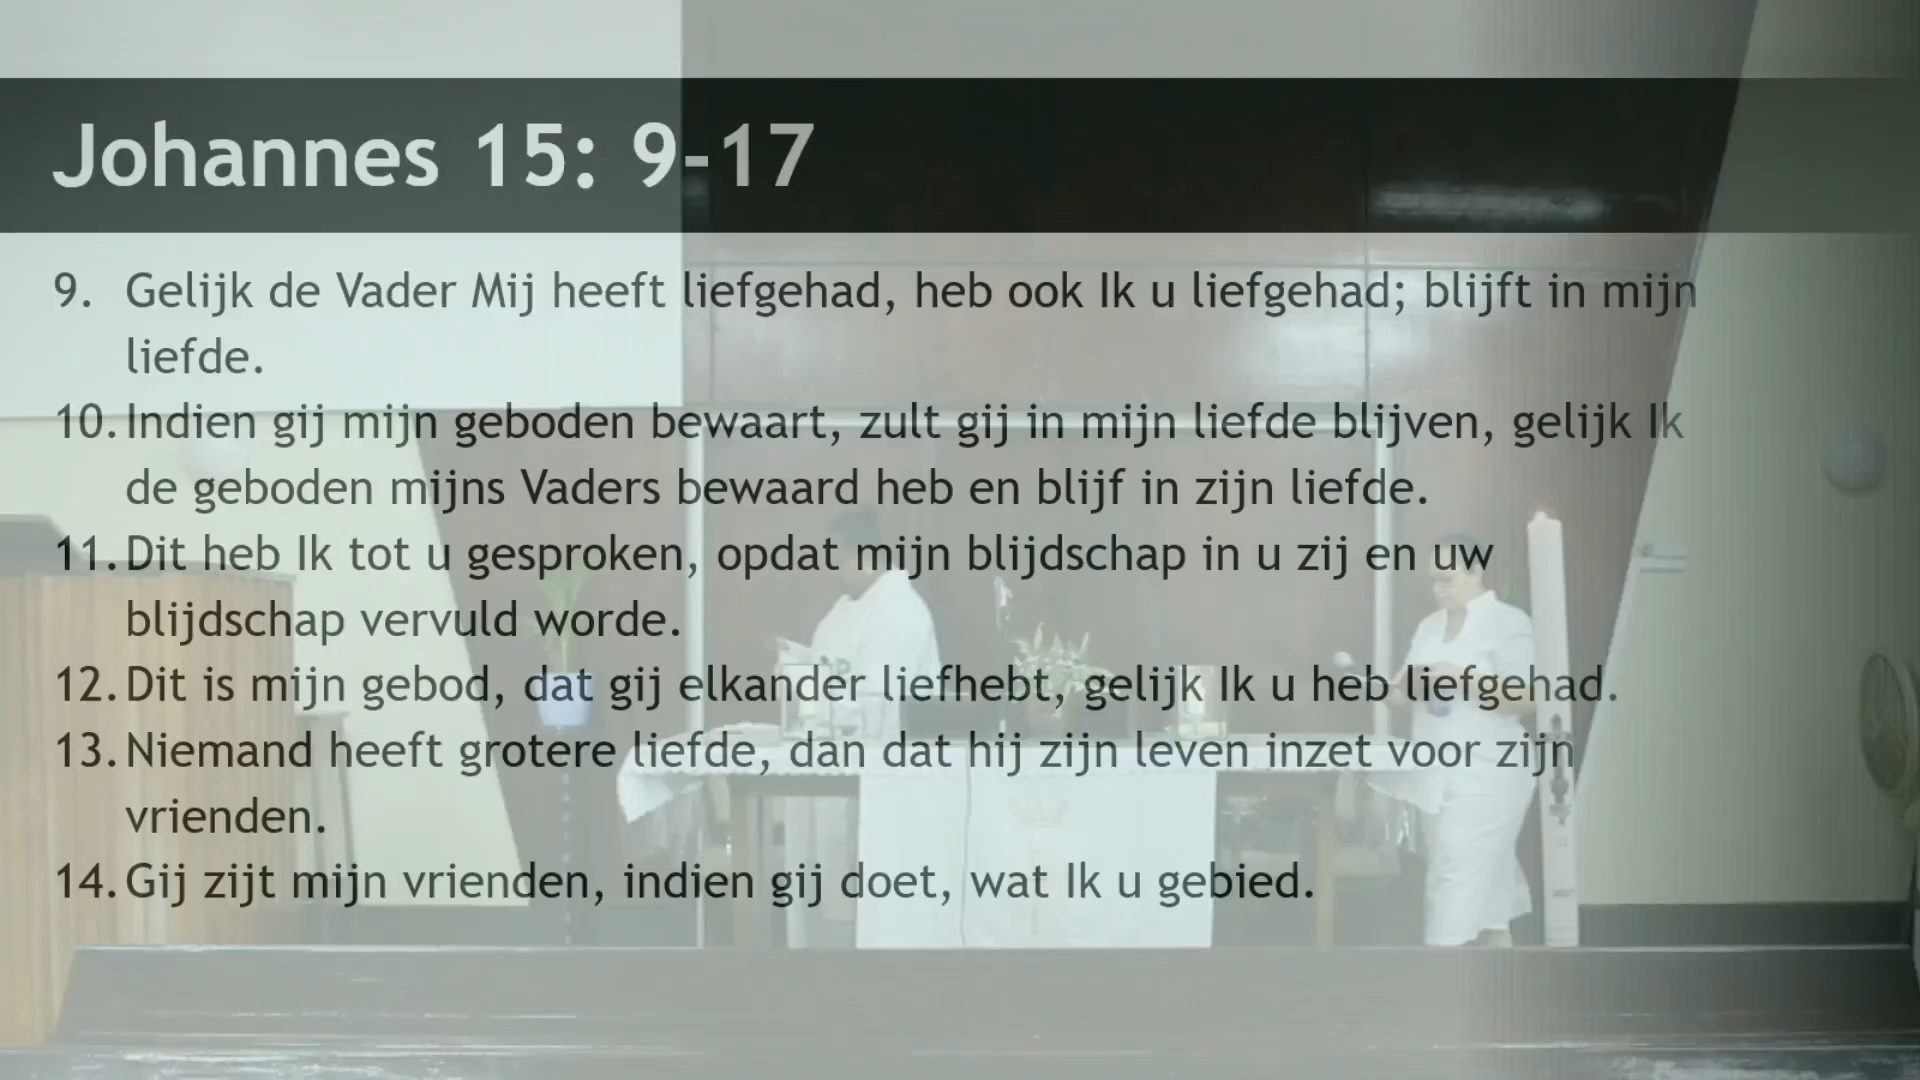 Johannes 15: 9-17
9. Gelijk de Vader Mij heeft liefgehad, heb ook Ik u liefgehad; blijft in mijn
liefde.
10. Indien gij mijn geboden bewaart, zult gij in mijn liefde blijven, gelijk Ik
de geboden mijns Vaders bewaard heb en blijf in zijn liefde.
11. Dit heb Ik tot u gesproken, opdat mijn blijdschap in u zij en uw
blijdschap vervuld worde.
12. Dit is mijn gebod, dat gij elkander liefhebt, gelijk Ik u heb liefgehad.
13. Niemand heeft grotere liefde, dan dat hij zijn leven inzet voor zijn
vrienden.
14. Gij zijt mijn vrienden, indien gij doet, wat Ik u gebied.